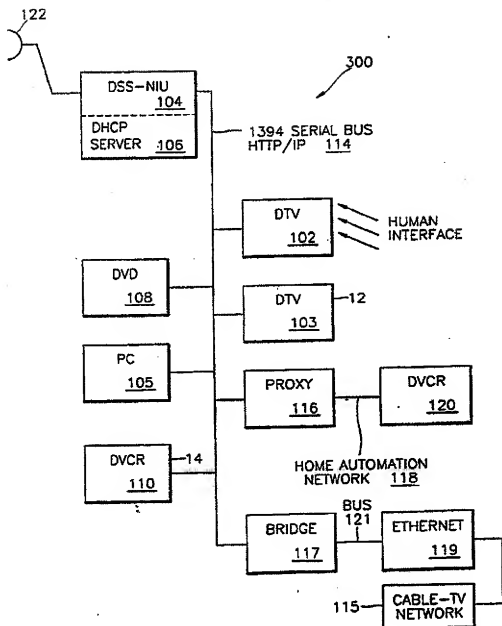 122
DSS-NIU
104
DHCP
SERVER 106
300
1394 SERIAL BUS
HTTP/IP 114
DTV
102
HUMAN
INTERFACE
DVD
108
DTV
103
12
PC
105
PROXY
116
DVCR
120
DVCR
110
14
HOME AUTOMATION
NETWORK 118
BUS
121
BRIDGE
117
ETHERNET
119
115
CABLE-TV
NETWORK